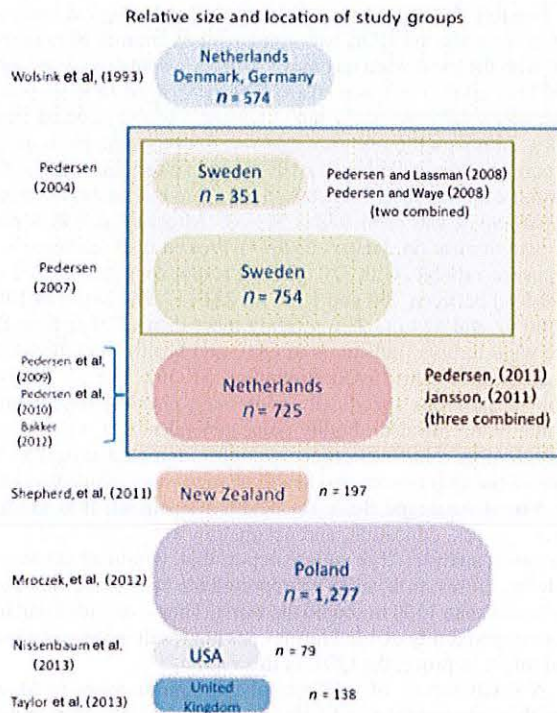 Relative size and location of study groups
Wolsink et al, (1993)
Netherlands
Denmark, Germany
n = 574
Pedersen
(2004)
Sweden
n = 351
Pedersen and Lassman (2008)
Pedersen and Waye (2008)
(two combined)
Pedersen
(2007)
Sweden
n = 754
Pedersen et al,
(2009)
Pedersen et al,
(2010)
Bakker
(2012)
Netherlands
n = 725
Pedersen, (2011)
Jansson, (2011)
(three combined)
Shepherd, et al, (2011)
New Zealand
n = 197
Mroczek, et al, (2012)
Poland
n = 1,277
Nissenbaum et al,
(2013)
USA
n = 79
Taylor et al, (2013)
United
Kingdom
n = 138